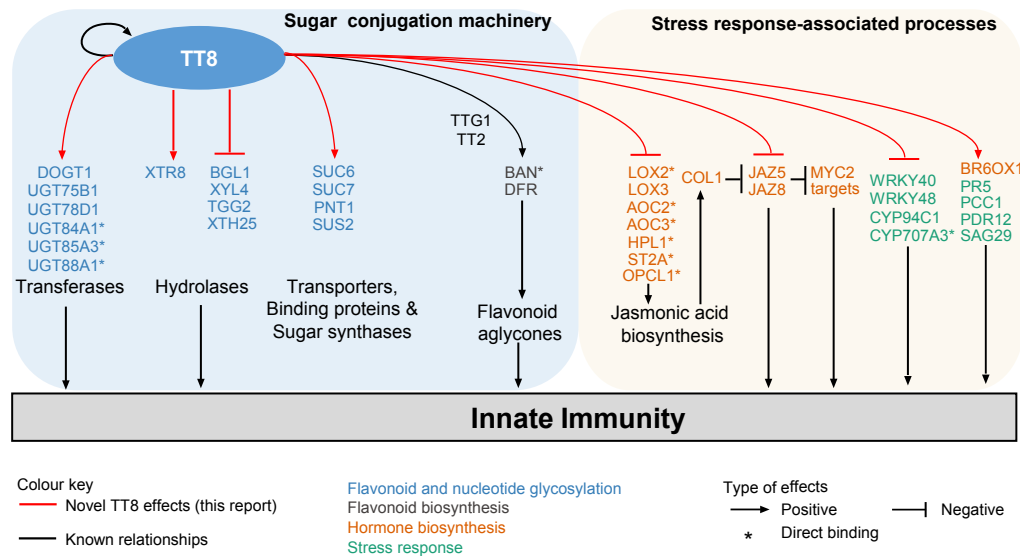 Sugar conjugation machinery
Stress response-associated processes
TT8
TTG1
TT2
DOGT1
UGT75B1
UGT78D1
UGT84A1*
UGT85A3*
UGT88A1*
Transferases
XTR8
BGL1
XYL4
TGG2
XTH25
Hydrolases
SUC6
SUC7
PNT1
SUS2
Transporters,
Binding proteins &
Sugar synthases
BAN*
DFR
Flavonoid
aglycones
LOX2*
LOX3
AOC2*
AOC3*
HPL1*
ST2A*
OPCL1*
Jasmonic acid
biosynthesis
COL1
JAZ5
JAZ8
MYC2
targets
WRKY40
WRKY48
CYP94C1
CYP707A3*
BR6OX1
PR5
PCC1
PDR12
SAG29
Innate Immunity
Colour key
Novel TT8 effects (this report)
Known relationships
Flavonoid and nucleotide glycosylation
Flavonoid biosynthesis
Hormone biosynthesis
Stress response
Type of effects
Positive
Negative
* Direct binding